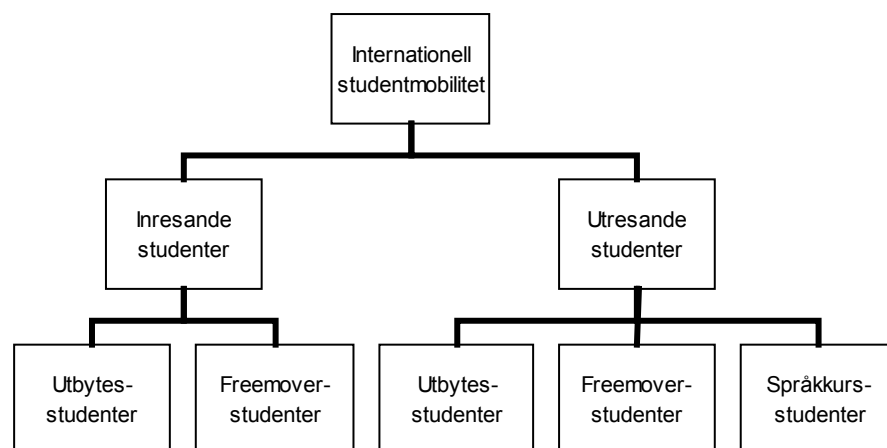 Internationell
studentmobilitet
Inresande
studenter
Utresande
studenter
Utbytes-
studenter
Freemover-
studenter
Utbytes-
studenter
Freemover-
studenter
Språkkurs-
studenter